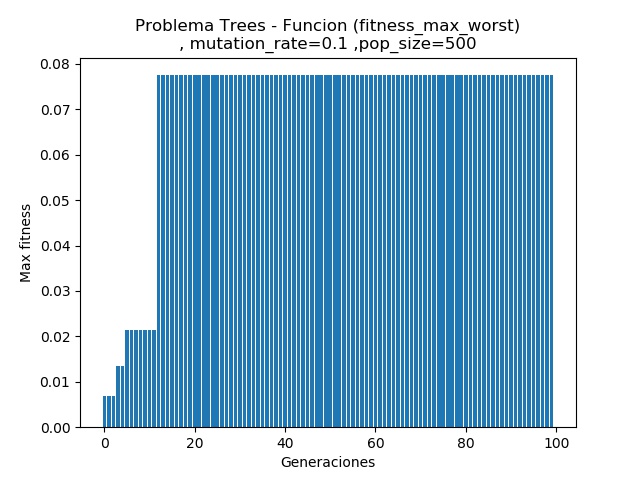 Problema Trees - Funcion (fitness_max_worst)
, mutation_rate=0.1 ,pop_size=500
0.08
0.07
0.06
0.05
0.04
0.03
0.02
0.01
0.00
Max fitness
0 20 40 60 80 100
Generaciones